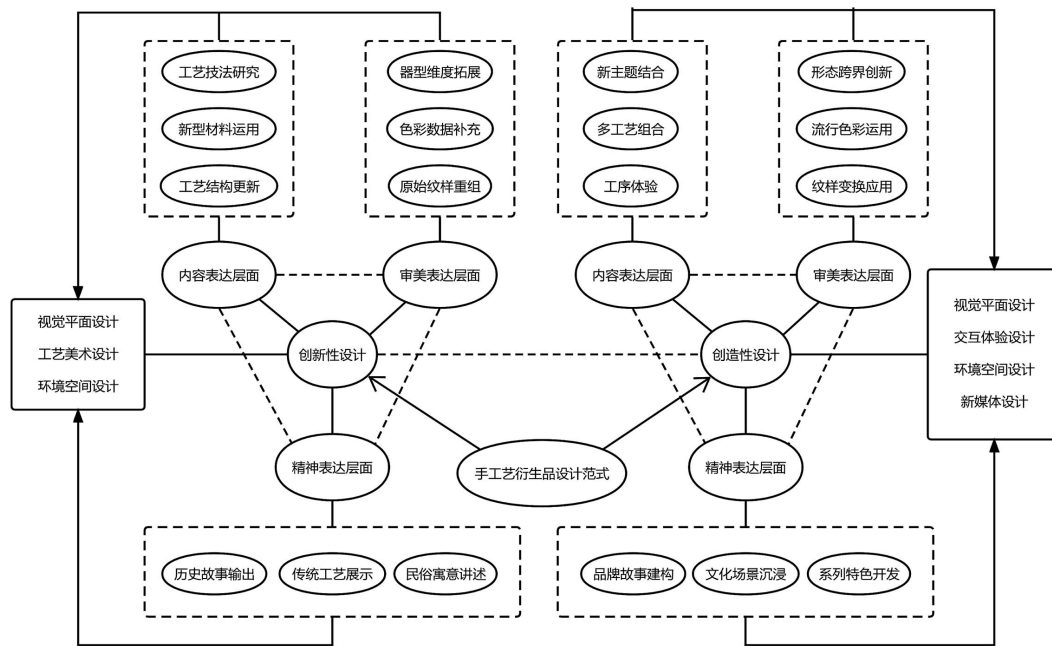 工艺技法研究
器型维度拓展
新主题结合
形态跨界创新
新型材料运用
色彩数据补充
多工艺组合
流行色彩运用
工艺结构更新
原始纹样重组
工序体验
纹样变换应用
内容表达层面
审美表达层面
内容表达层面
审美表达层面
视觉平面设计
工艺美术设计
环境空间设计
创新性设计
创造性设计
视觉平面设计
交互体验设计
环境空间设计
新媒体设计
精神表达层面
手工艺衍生品设计范式
精神表达层面
历史故事输出
传统工艺展示
民俗寓意讲述
品牌故事建构
文化场景沉浸
系列特色开发